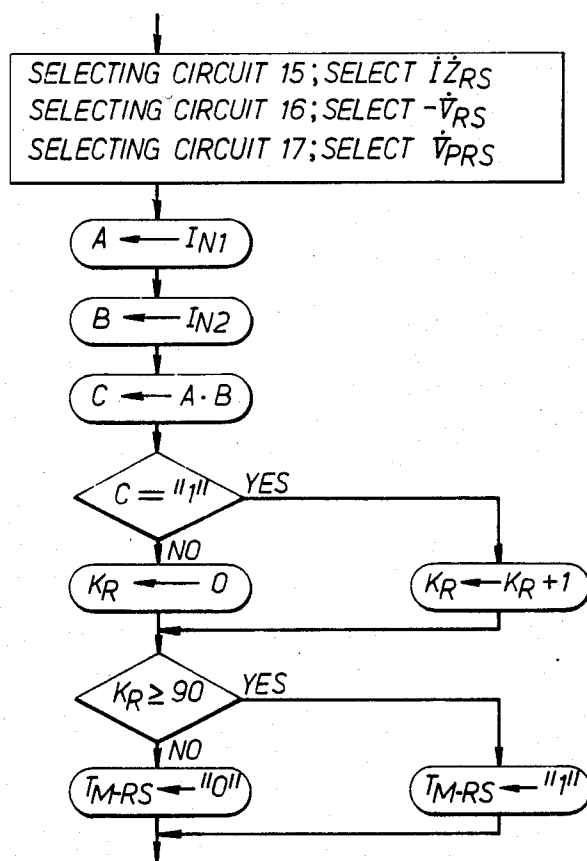 SELECTING CIRCUIT 15; SELECT İŻRS
SELECTING CIRCUIT 16; SELECT -V̇RS
SELECTING CIRCUIT 17; SELECT V̇PRS
A ← IN1
B ← IN2
C ← A · B
C = "1"
YES
NO
KR ← 0
KR ← KR + 1
KR ≥ 90
YES
NO
TM-RS ← "0"
TM-RS ← "1"